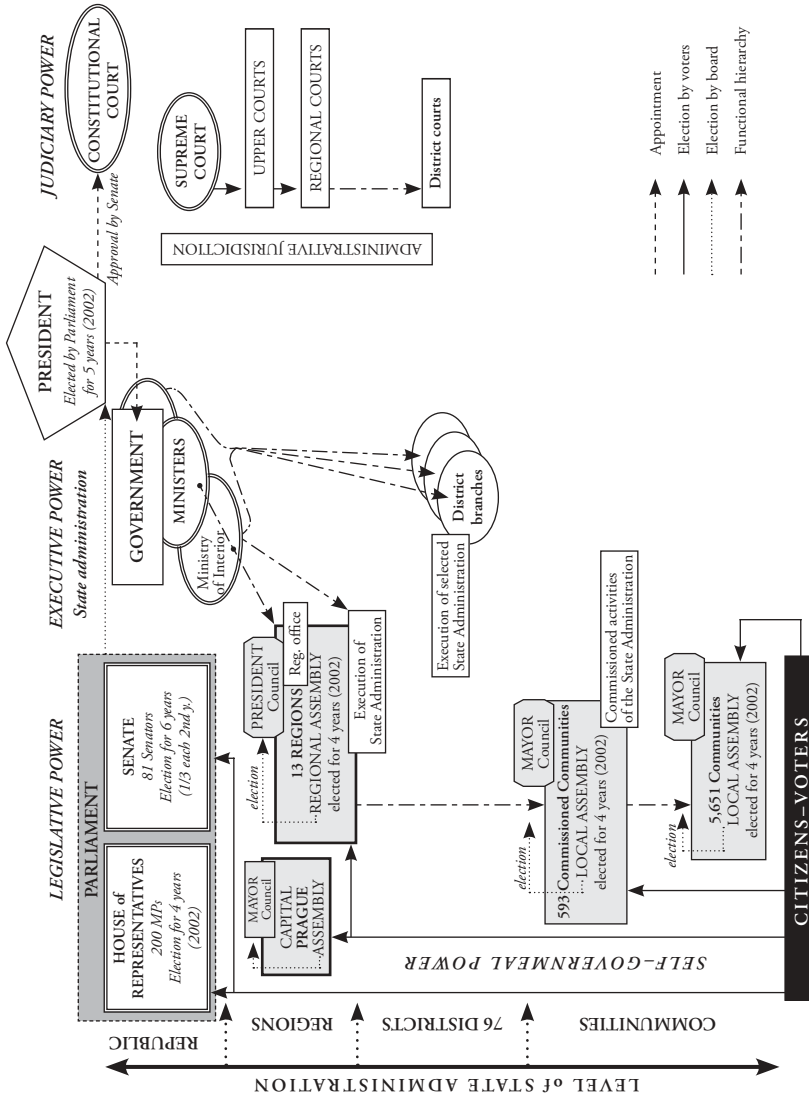 LEGISLATIVE POWER
EXECUTIVE POWER
State administration
JUDICIARY POWER
PARLIAMENT
HOUSE of
REPRESENTATIVES
200 MPs
Election for 4 years
(2002)
SENATE
81 Senators
Election for 6 years
(1/3 each 2nd y.)
PRESIDENT
Elected by Parliament
for 5 years (2002)
Approval by Senate
CONSTITUTIONAL
COURT
GOVERNMENT
MINISTERS
Ministry
of Interior
SUPREME
COURT
UPPER COURTS
REGIONAL COURTS
District courts
ADMINISTRATIVE JURISDICTION
MAYOR
Council
CAPITAL
PRAGUE
ASSEMBLY
election
PRESIDENT
Council
Reg. office
13 REGIONS
REGIONAL ASSEMBLY
elected for 4 years (2002)
Execution of
State Administration
District
branches
Execution of selected
State Administration
election
MAYOR
Council
593 Commissioned Communities
LOCAL ASSEMBLY
elected for 4 years (2002)
Commissioned activities
of the State Administration
election
MAYOR
Council
5,651 Communities
LOCAL ASSEMBLY
elected for 4 years (2002)
CITIZENS–VOTERS
SELF–GOVERNMEAL POWER
REPUBLIC
REGIONS
76 DISTRICTS
COMMUNITIES
LEVEL of STATE ADMINISTRATION
Appointment
Election by voters
Election by board
Functional hierarchy